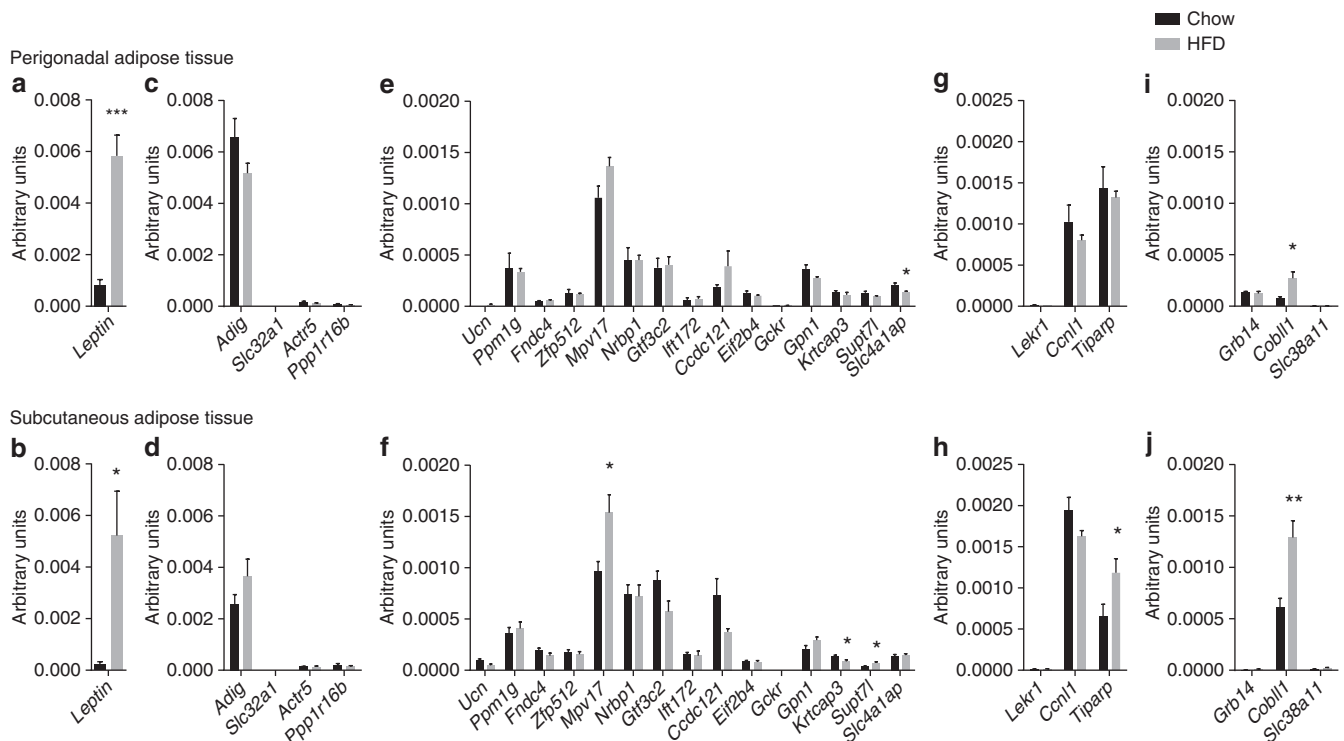 Chow
HFD
Perigonadal adipose tissue
a
c
e
g
i
0.008
0.006
0.004
0.002
0.000
Arbitrary units
***
Leptin
0.008
0.006
0.004
0.002
0.000
Arbitrary units
Adig
Slc32a1
Actr5
Ppp1r16b
0.0020
0.0015
0.0010
0.0005
0.000
Arbitrary units
*
Ucn
Ppm1g
Fndc4
Zfp512
Mpv17
Nrbp1
Gtf3c2
Ift172
Ccdc121
Eif2b4
Gckr
Gpn1
Krtcap3
Supt7l
Slc4a1ap
0.0025
0.0020
0.0015
0.0010
0.0005
0.000
Arbitrary units
Lekr1
Ccnl1
Tiparp
0.0020
0.0015
0.0010
0.0005
0.000
Arbitrary units
*
Grb14
Cobll1
Slc38a11
Subcutaneous adipose tissue
b
d
f
h
j
0.008
0.006
0.004
0.002
0.000
Arbitrary units
*
Leptin
0.008
0.006
0.004
0.002
0.000
Arbitrary units
Adig
Slc32a1
Actr5
Ppp1r16b
0.0020
0.0015
0.0010
0.0005
0.000
Arbitrary units
*
*
*
Ucn
Ppm1g
Fndc4
Zfp512
Mpv17
Nrbp1
Gtf3c2
Ift172
Ccdc121
Eif2b4
Gckr
Gpn1
Krtcap3
Supt7l
Slc4a1ap
0.0025
0.0020
0.0015
0.0010
0.0005
0.000
Arbitrary units
*
Lekr1
Ccnl1
Tiparp
0.0020
0.0015
0.0010
0.0005
0.000
Arbitrary units
**
Grb14
Cobll1
Slc38a11